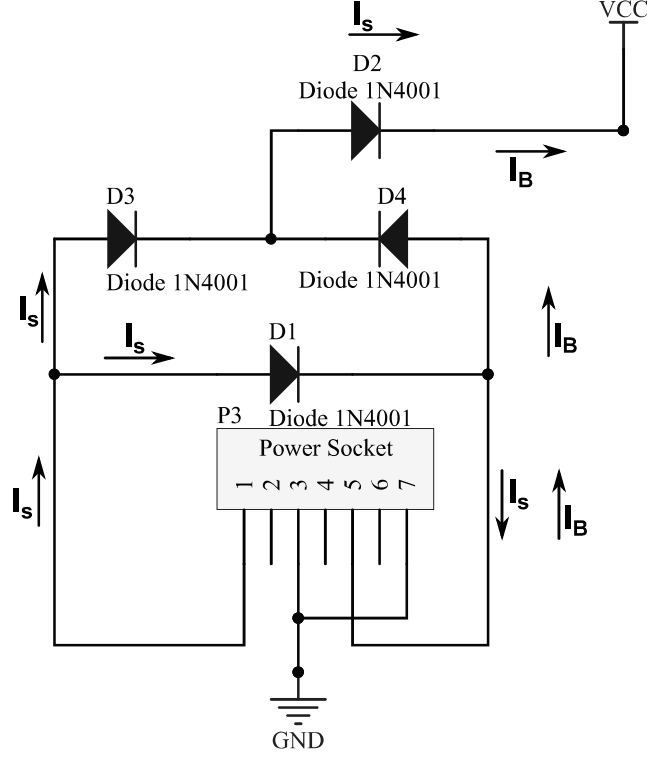 Is
VCC
D2
Diode 1N4001
IB
D3
D4
Diode 1N4001
Diode 1N4001
Is
Is
D1
IB
P3
Diode 1N4001
Power Socket
1
2
3
4
5
6
7
Is
Is
IB
GND